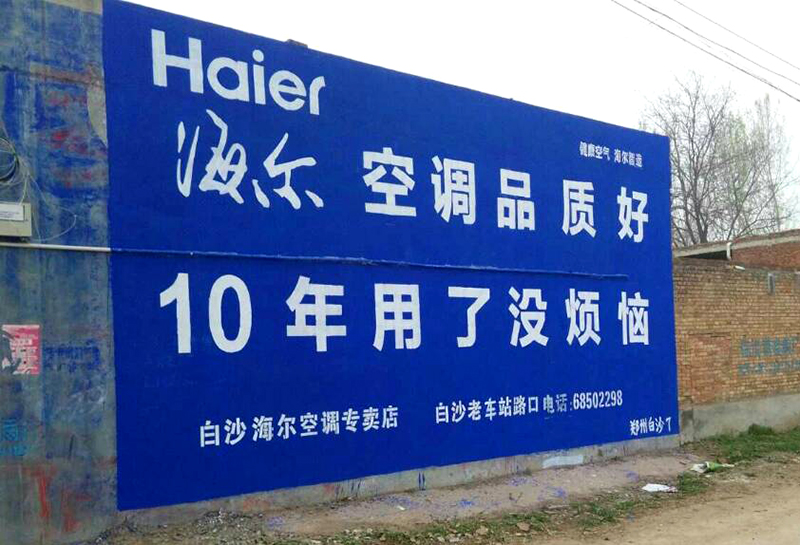 Haier
健康空气 海尔制造
海尔 空调品质好
10年用了没烦恼
白沙海尔空调专卖店 白沙老车站路口 电话:68502298
郑州白沙